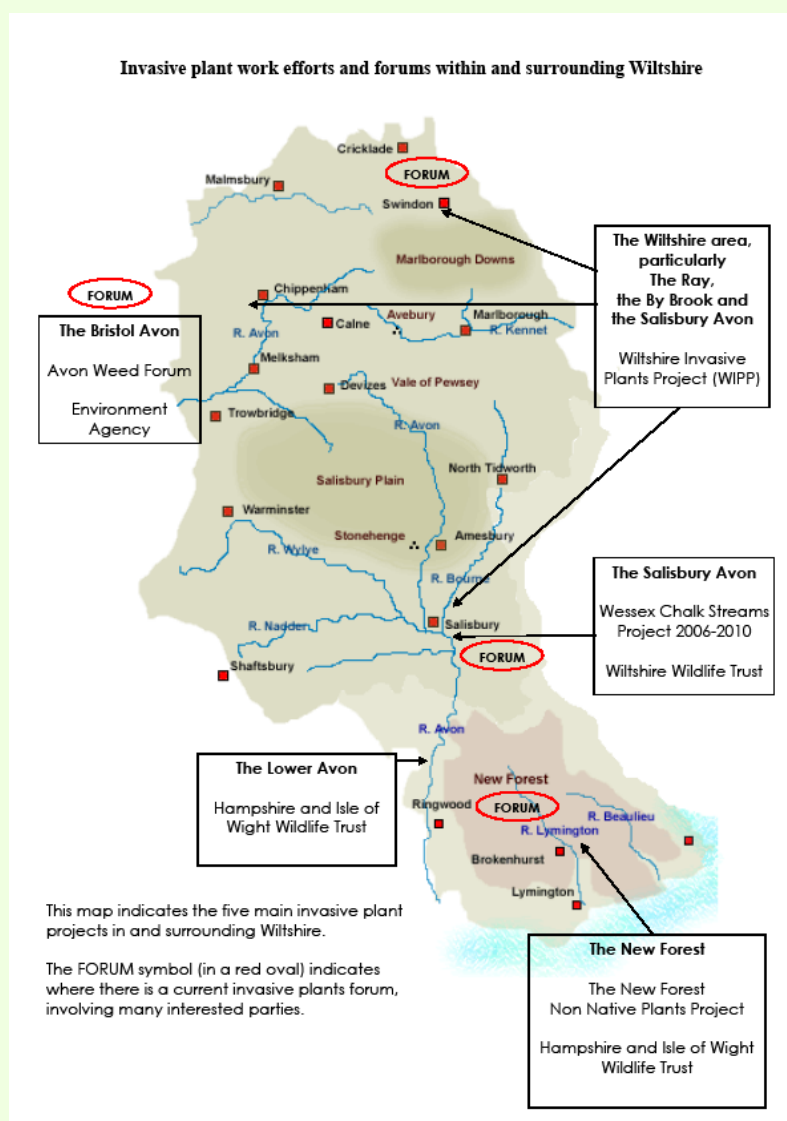 Invasive plant work efforts and forums within and surrounding Wiltshire
Cricklade
FORUM
Malmsbury
Swindon
The Wiltshire area,
particularly
The Ray,
the By Brook and
the Salisbury Avon
Wiltshire Invasive
Plants Project (WIPP)
Marlborough Downs
FORUM
Chippenham
The Bristol Avon
Avon Weed Forum
Environment
Agency
Avebury
Marlborough
Calne
R. Avon
R. Kennet
Melksham
Devizes
Vale of Pewsey
Trowbridge
R. Avon
North Tidworth
Salisbury Plain
Warminster
Stonehenge
Amesbury
R. Wylye
R. Bourne
The Salisbury Avon
Wessex Chalk Streams
Project 2006-2010
Wiltshire Wildlife Trust
R. Nadder
Salisbury
FORUM
Shaftsbury
R. Avon
The Lower Avon
Hampshire and Isle of
Wight Wildlife Trust
New Forest
Ringwood
FORUM
R. Beaulieu
R. Lymington
Brokenhurst
Lymington
This map indicates the five main invasive plant
projects in and surrounding Wiltshire.
The FORUM symbol (in a red oval) indicates
where there is a current invasive plants forum,
involving many interested parties.
The New Forest
The New Forest
Non Native Plants Project
Hampshire and Isle of Wight
Wildlife Trust